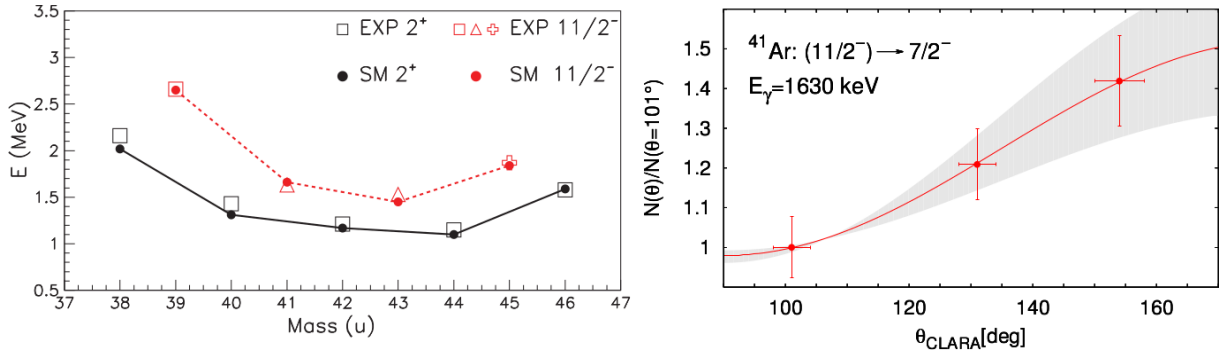 EXP 2⁺
EXP 11/2⁻
SM 2⁺
SM 11/2⁻
E (MeV)
4
3.5
3
2.5
2
1.5
1
0.5
37 38 39 40 41 42 43 44 45 46 47
Mass (u)
⁴¹Ar: (11/2⁻)→7/2⁻
Eγ=1630 keV
N(θ)/N(θ=101°)
1.5
1.4
1.3
1.2
1.1
1
100 120 140 160
θCLARA[deg]